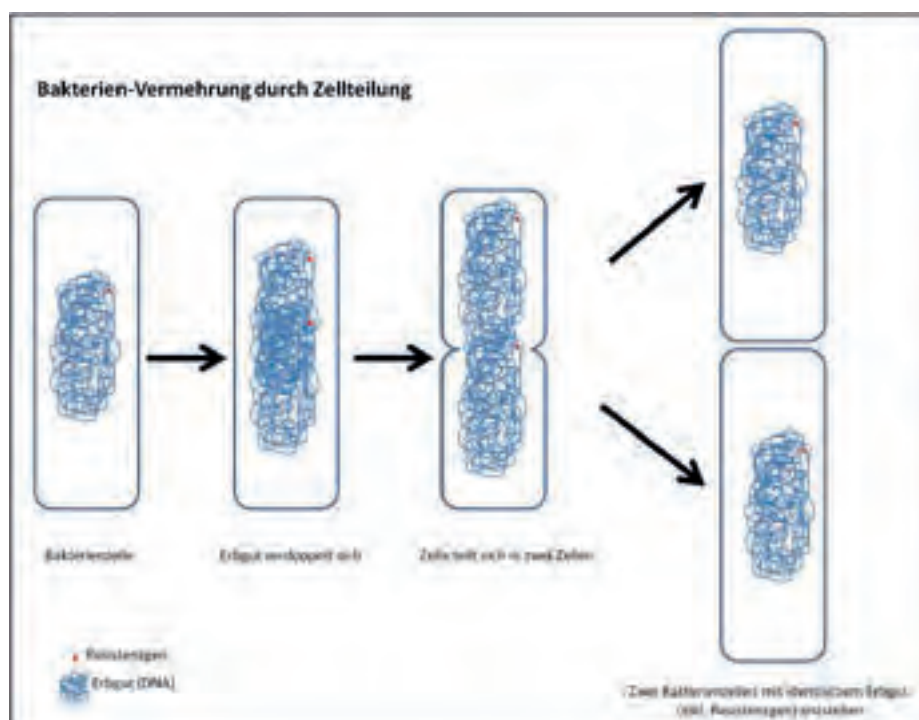 Bakterien-Vermehrung durch Zellteilung
Bakterienzelle
Erbgut verdoppelt sich
Zelle teilt sich in zwei Zellen
Resistenzgen
Erbgut (DNA)
Zwei Bakterienzellen mit identischem Erbgut
(inkl. Resistenzgen) entstehen